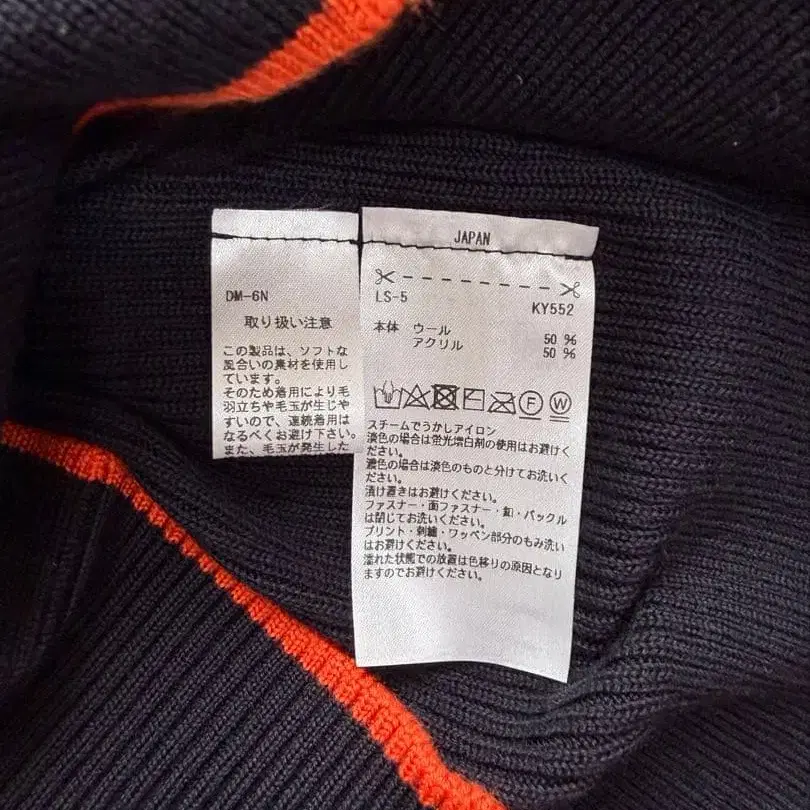 DM-6N
取り扱い注意
この製品は、ソフトな
風合いの素材を使用し
ています。
そのため着用により毛
羽立ちや毛玉が生じや
すいので、連続着用は
なるべくお避け下さい。
また、毛玉が発生した
JAPAN
LS-5
KY552
本体 ウール 50 %
アクリル 50 %
F W
スチームでうかしアイロン
淡色の場合は蛍光増白剤の使用はお避けく
ださい。
濃色の場合は淡色のものと分けてお洗いく
ださい。
漬け置きはお避けください。
ファスナー・面ファスナー・釦・バックル
は閉じてお洗いください。
プリント・刺繍・ワッペン部分のもみ洗い
はお避けください。
濡れた状態での放置は色移りの原因となり
ますのでお避けください。